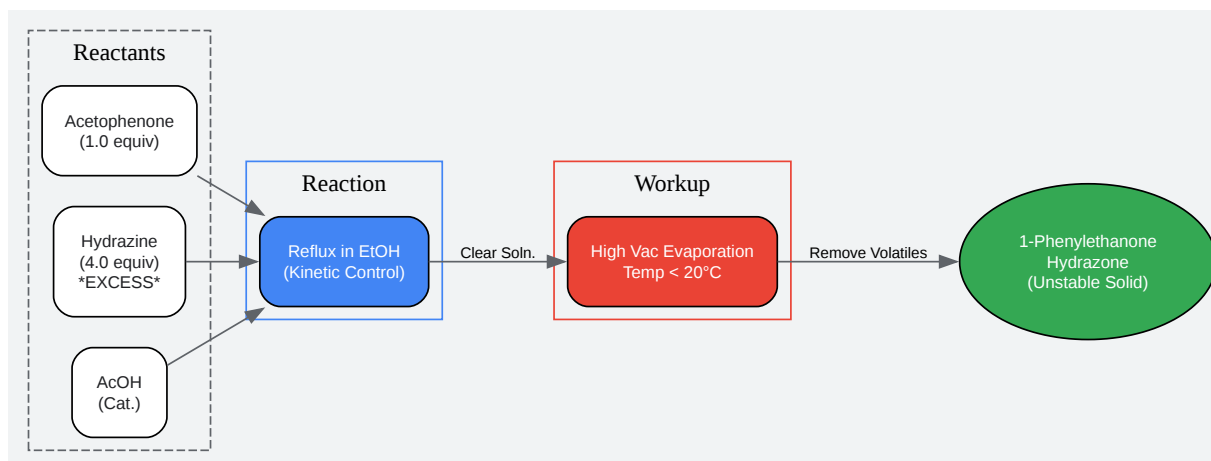 Reactants
Acetophenone
(1.0 equiv)
Hydrazine
(4.0 equiv)
*EXCESS*
AcOH
(Cat.)
Reaction
Reflux in EtOH
(Kinetic Control)
Clear Soln.
Workup
High Vac Evaporation
Temp < 20°C
Remove Volatiles
1-Phenylethanone
Hydrazone
(Unstable Solid)